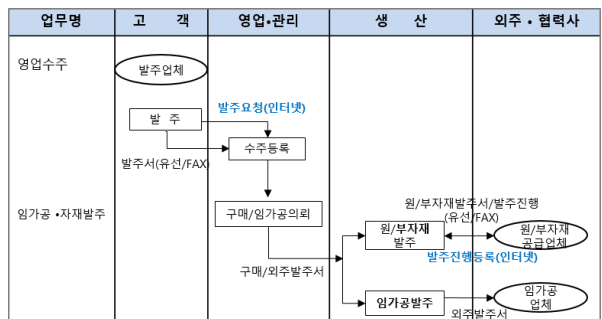 업무명
고 객
영업•관리
생 산
외주 • 협력사
영업수주
발주업체
발주요청(인터넷)
발 주
수주등록
발주서(유선/FAX)
임가공 •자재발주
구매/임가공의뢰
원/부자재발주서/발주진행
(유선/FAX)
원/부자재
발주
원/부자재
공급업체
발주진행등록(인터넷)
구매/외주발주서
임가공발주
임가공
업체
외주발주서